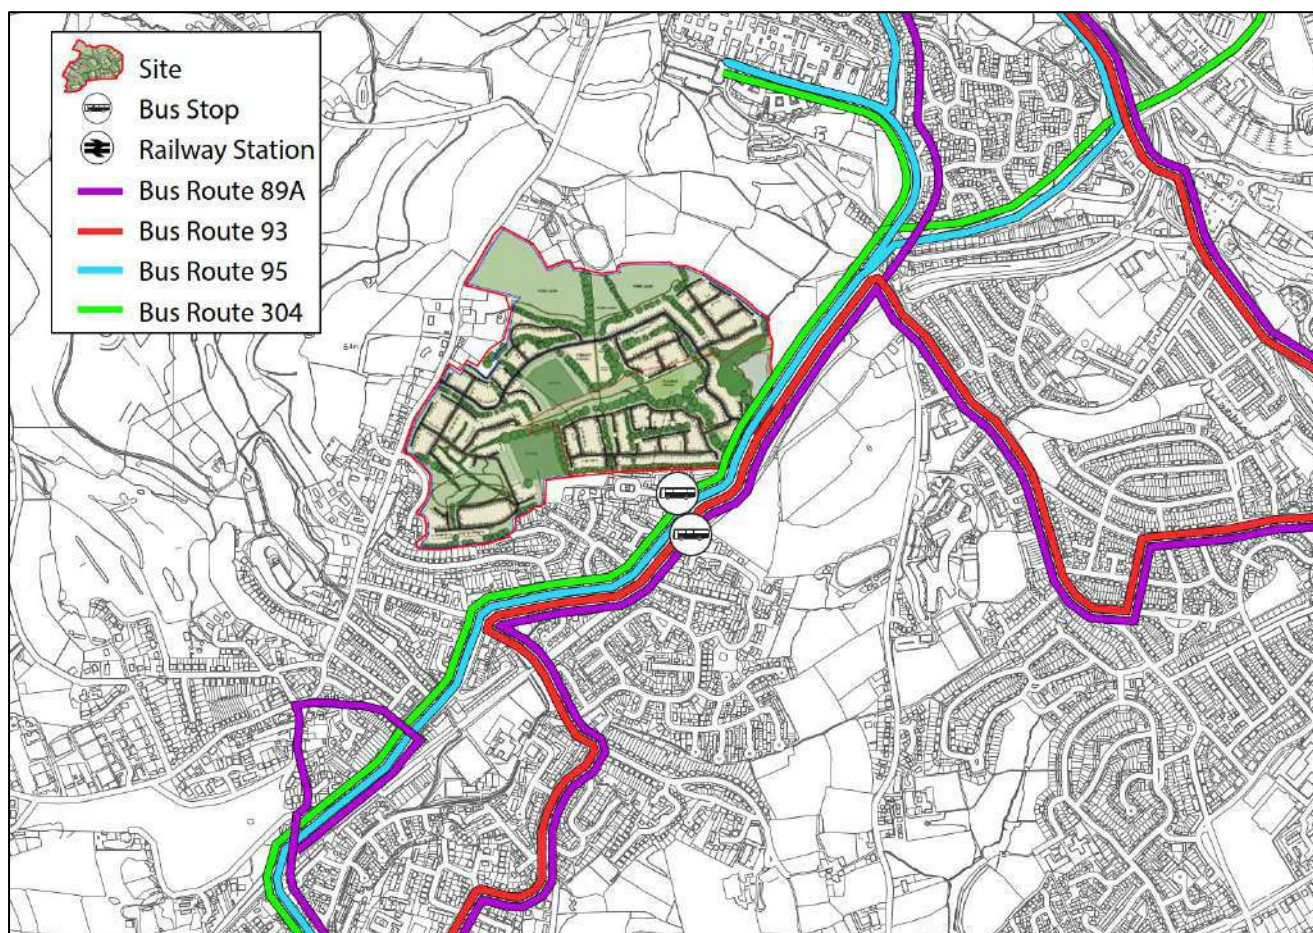 Site
Bus Stop
Railway Station
Bus Route 89A
Bus Route 93
Bus Route 95
Bus Route 304